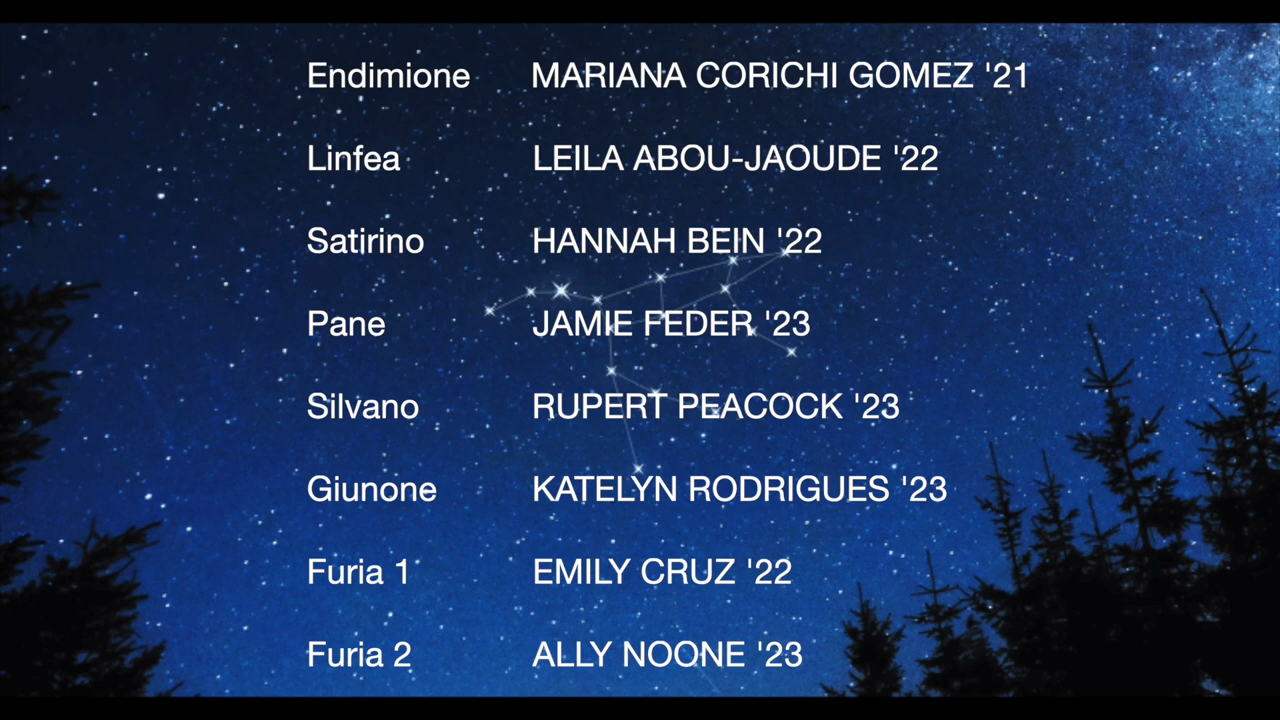 Endimione MARIANA CORICHI GOMEZ '21
Linfea LEILA ABOU-JAOUDE '22
Satirino HANNAH BEIN '22
Pane JAMIE FEDER '23
Silvano RUPERT PEACOCK '23
Giunone KATELYN RODRIGUES '23
Furia 1 EMILY CRUZ '22
Furia 2 ALLY NOONE '23